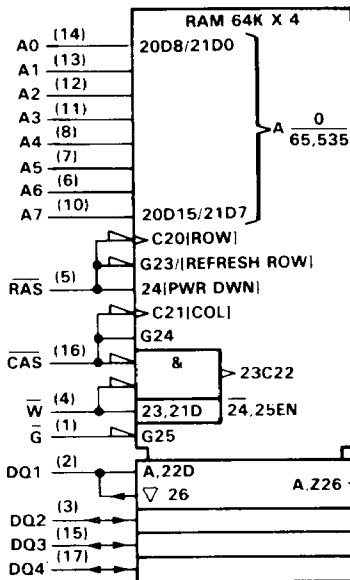 RAM 64K X 4
A0 (14) 20D8/21D0
A1 (13)
A2 (12)
A3 (11)
A4 (8) A 0/65,535
A5 (7)
A6 (6)
A7 (10) 20D15/21D7
C20[ROW]
G23/[REFRESH ROW]
RAS (5) 24[PWR DWN]
C21[COL]
G24
CAS (16) & 23C22
W (4) 23,21D 24,25EN
G (1) G25
DQ1 (2) A,22D
26 A,Z26
DQ2 (3)
DQ3 (15)
DQ4 (17)